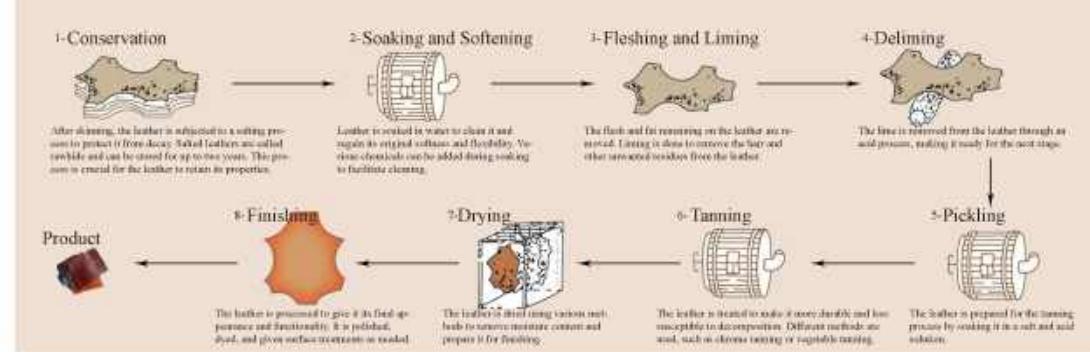 1-Conservation
After skinning, the leather is subjected to a salting pro-
cess to protect it from decay. Salted leathers are called
rawhide and can be stored for up to two years. This pro-
cess is crucial for the leather to retain its properties.
2-Soaking and Softening
Leather is soaked in water to clean it and
regain its original softness and flexibility. Va-
rious chemicals can be added during soaking
to facilitate cleaning.
3-Fleshing and Liming
The flesh and fat remaining on the leather are re-
moved. Liming is done to remove the hair and
other unwanted residues from the leather.
4-Deliming
The lime is removed from the leather through an
acid process, making it ready for the next stage.
5-Pickling
The leather is prepared for the tanning
process by soaking it in a salt and acid
solution.
6-Tanning
The leather is treated to make it more durable and less
susceptible to decomposition. Different methods are
used, such as chrome tanning or vegetable tanning.
7-Drying
The leather is dried using various met-
hods to remove moisture content and
prepare it for finishing.
8-Finishing
The leather is processed to give it its final ap-
pearance and functionality. It is polished,
dyed, and given surface treatments as needed.
Product